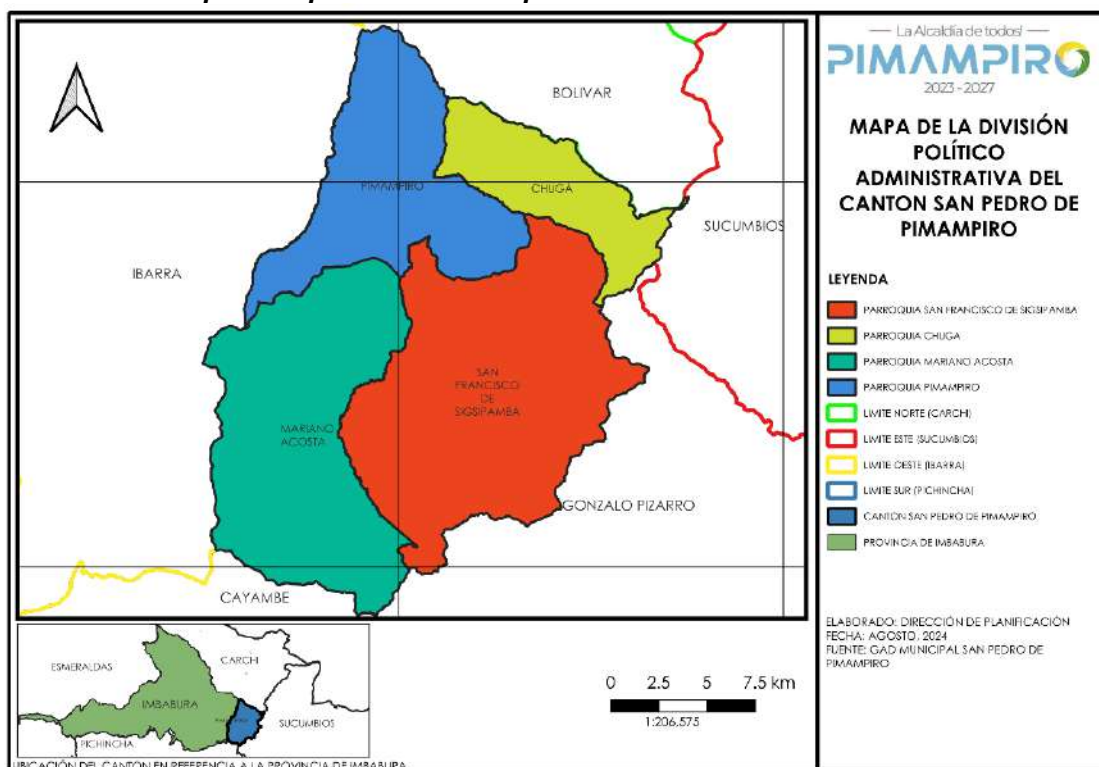 BOLIVAR
PIMAMPIRO
CHUGA
SUCUMBIOS
IBARRA
SAN
FRANCISCO
DE
SIGSIPAMBA
MARIANO
ACOSTA
GONZALO PIZARRO
CAYAMBE
La Alcaldía de todos!
PIMAMPIRO
2023 - 2027
MAPA DE LA DIVISIÓN
POLÍTICO
ADMINISTRATIVA DEL
CANTON SAN PEDRO DE
PIMAMPIRO
LEYENDA
PARROQUIA SAN FRANCISCO DE SIGSIPAMBA
PARROQUIA CHUGA
PARROQUIA MARIANO ACOSTA
PARROQUIA PIMAMPIRO
LIMITE NORTE (CARCHI)
LIMITE ESTE (SUCUMBIOS)
LIMITE OESTE (IBARRA)
LIMITE SUR (PICHINCHA)
CANTON SAN PEDRO DE PIMAMPIRO
PROVINCIA DE IMBABURA
ELABORADO: DIRECCIÓN DE PLANIFICACIÓN
FECHA: AGOSTO, 2024
FUENTE: GAD MUNICIPAL SAN PEDRO DE
PIMAMPIRO
ESMERALDAS
CARCHI
IMBABURA
SUCUMBIOS
PICHINCHA
0 2.5 5 7.5 km
1:206,575
UBICACIÓN DEL CANTON EN REFERENCIA A LA PROVINCIA DE IMBABURA